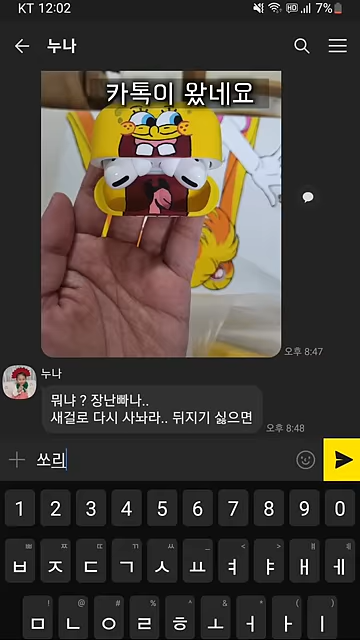 KT 12:02
HD
7%
누나
카톡이 왔네요
오후 8:47
누나
뭐냐 ? 장난빠나..
새걸로 다시 사놔라.. 뒤지기 싫으면
오후 8:48
쏘리
1 2 3 4 5 6 7 8 9 0
ㅃ ㅉ ㄸ ㄲ ㅆ _ < > ㅒ ㅖ
ㅂ ㅈ ㄷ ㄱ ㅅ ㅛ ㅕ ㅑ ㅐ ㅔ
! @ # % ^ & * ( )
ㅁ ㄴ ㅇ ㄹ ㅎ ㅗ ㅓ ㅏ ㅣ